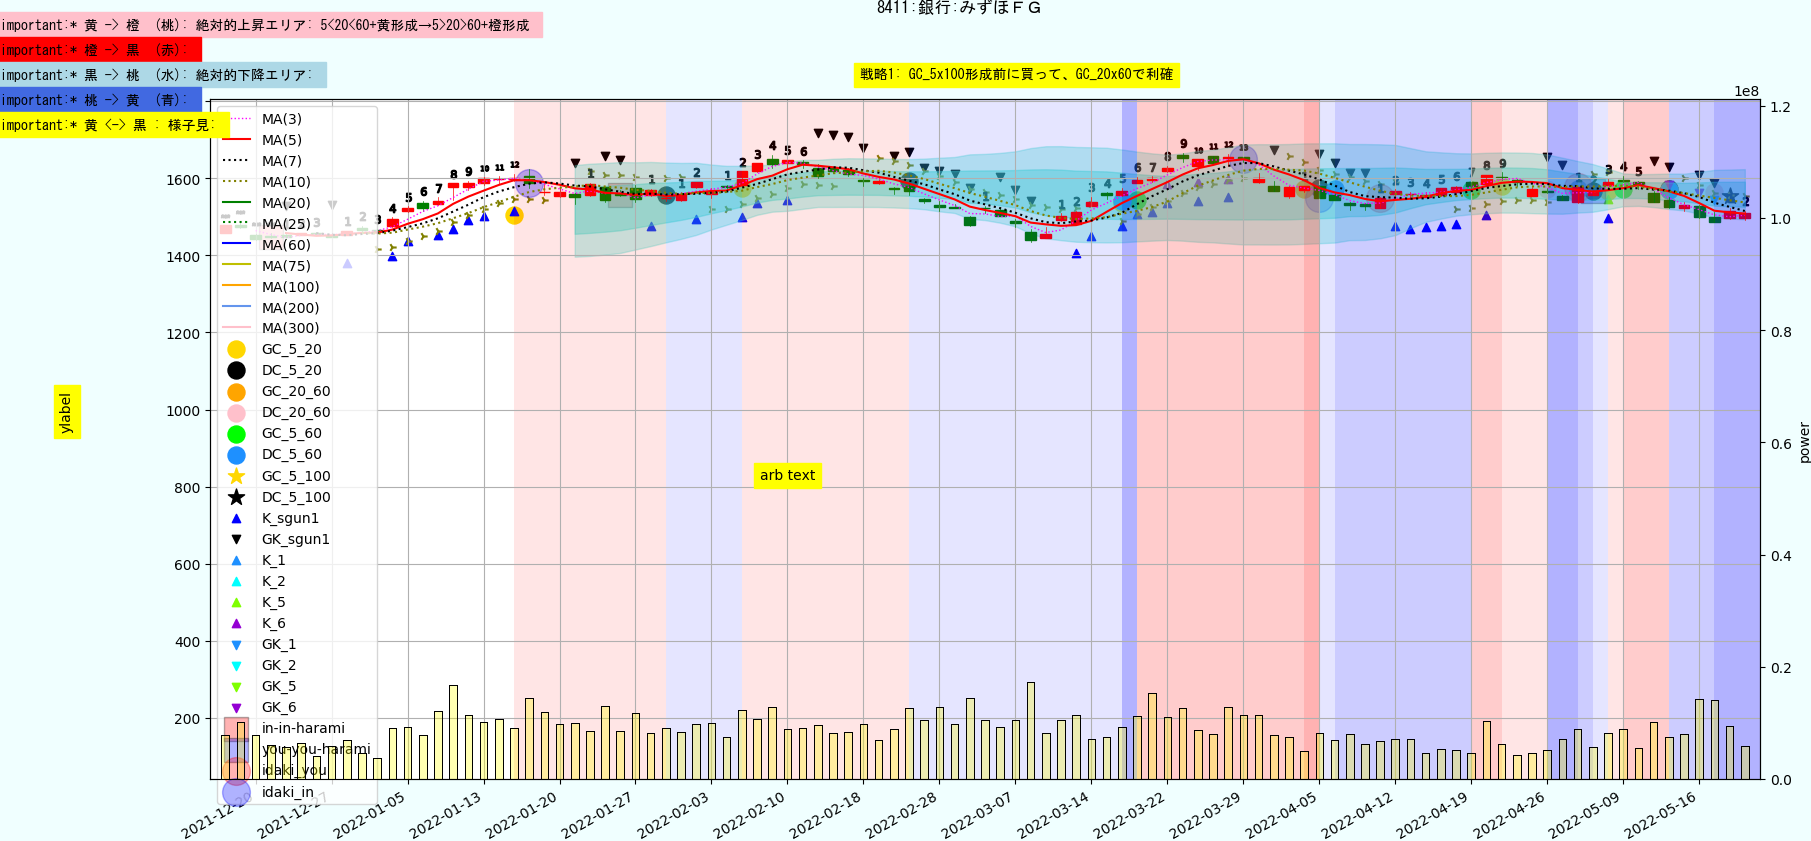 8411:銀行:みずほＦＧ
important:* 黄 -> 橙 (桃): 絶対的上昇エリア: 5<20<60+黄形成→5>20>60+橙形成
important:* 橙 -> 黒 (赤):
important:* 黒 -> 桃 (水): 絶対的下降エリア:
戦略1: GC_5x100形成前に買って、GC_20x60で利確
important:* 桃 -> 黄 (青):
important:* 黄 <-> 黒 : 様子見:
1e8
MA(3)
MA(5)
MA(7)
MA(10)
MA(20)
MA(25)
MA(60)
MA(75)
MA(100)
MA(200)
MA(300)
GC_5_20
DC_5_20
GC_20_60
DC_20_60
GC_5_60
DC_5_60
GC_5_100
DC_5_100
K_sgun1
GK_sgun1
K_1
K_2
K_5
K_6
GK_1
GK_2
GK_5
GK_6
in-in-harami
you-you-harami
idaki_you
idaki_in
ylabel
1600
1400
1200
1000
800
600
400
200
arb text
1.2
1.0
0.8
0.6
0.4
0.2
0.0
power
2021-12-20
2021-12-27
2022-01-05
2022-01-13
2022-01-20
2022-01-27
2022-02-03
2022-02-10
2022-02-18
2022-02-28
2022-03-07
2022-03-14
2022-03-22
2022-03-29
2022-04-05
2022-04-12
2022-04-19
2022-04-26
2022-05-09
2022-05-16